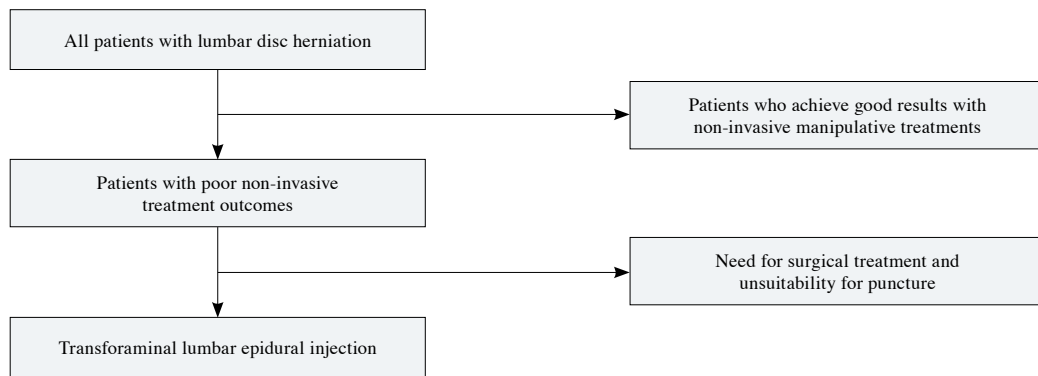 All patients with lumbar disc herniation
Patients who achieve good results with
non-invasive manipulative treatments
Patients with poor non-invasive
treatment outcomes
Need for surgical treatment and
unsuitability for puncture
Transforaminal lumbar epidural injection